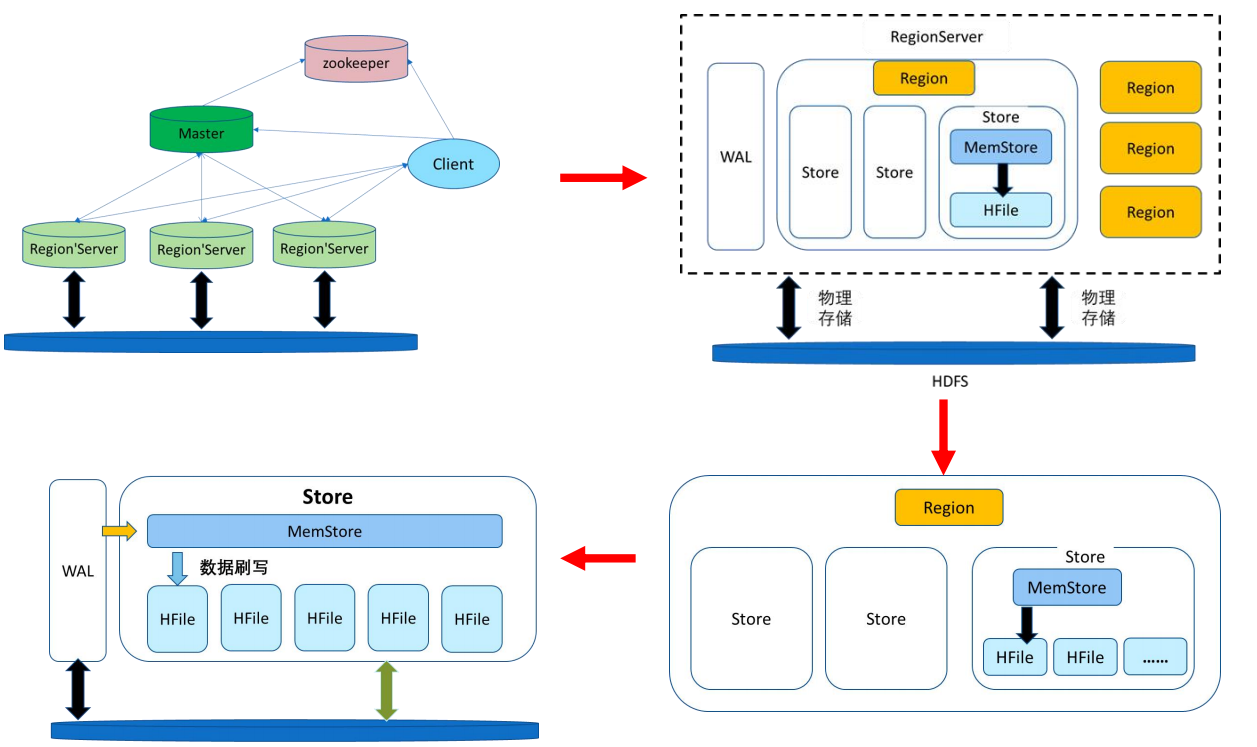 zookeeper
Master
Client
Region'Server
Region'Server
Region'Server
RegionServer
WAL
Region
Store
Store
Store
MemStore
HFile
Region
Region
Region
物理
存储
物理
存储
HDFS
Region
Store
Store
Store
MemStore
HFile
HFile
......
WAL
Store
MemStore
数据刷写
HFile
HFile
HFile
HFile
HFile